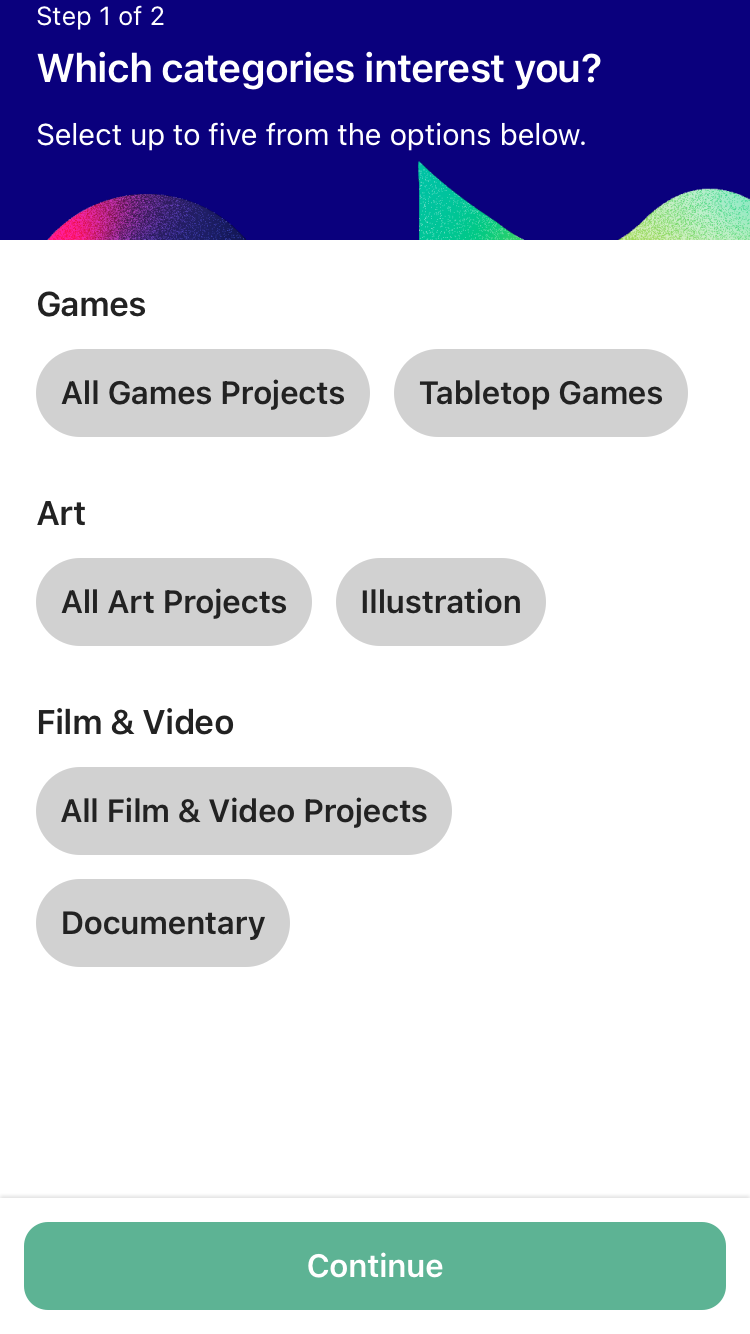 Step 1 of 2
Which categories interest you?
Select up to five from the options below.
Games
All Games Projects
Tabletop Games
Art
All Art Projects
Illustration
Film & Video
All Film & Video Projects
Documentary
Continue